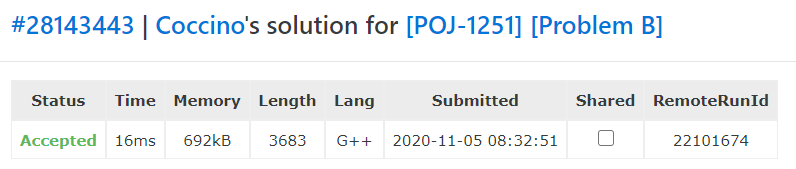 #28143443 | Coccino's solution for [POJ-1251] [Problem B]
Status Time Memory Length Lang Submitted Shared RemoteRunId
Accepted 16ms 692kB 3683 G++ 2020-11-05 08:32:51 22101674